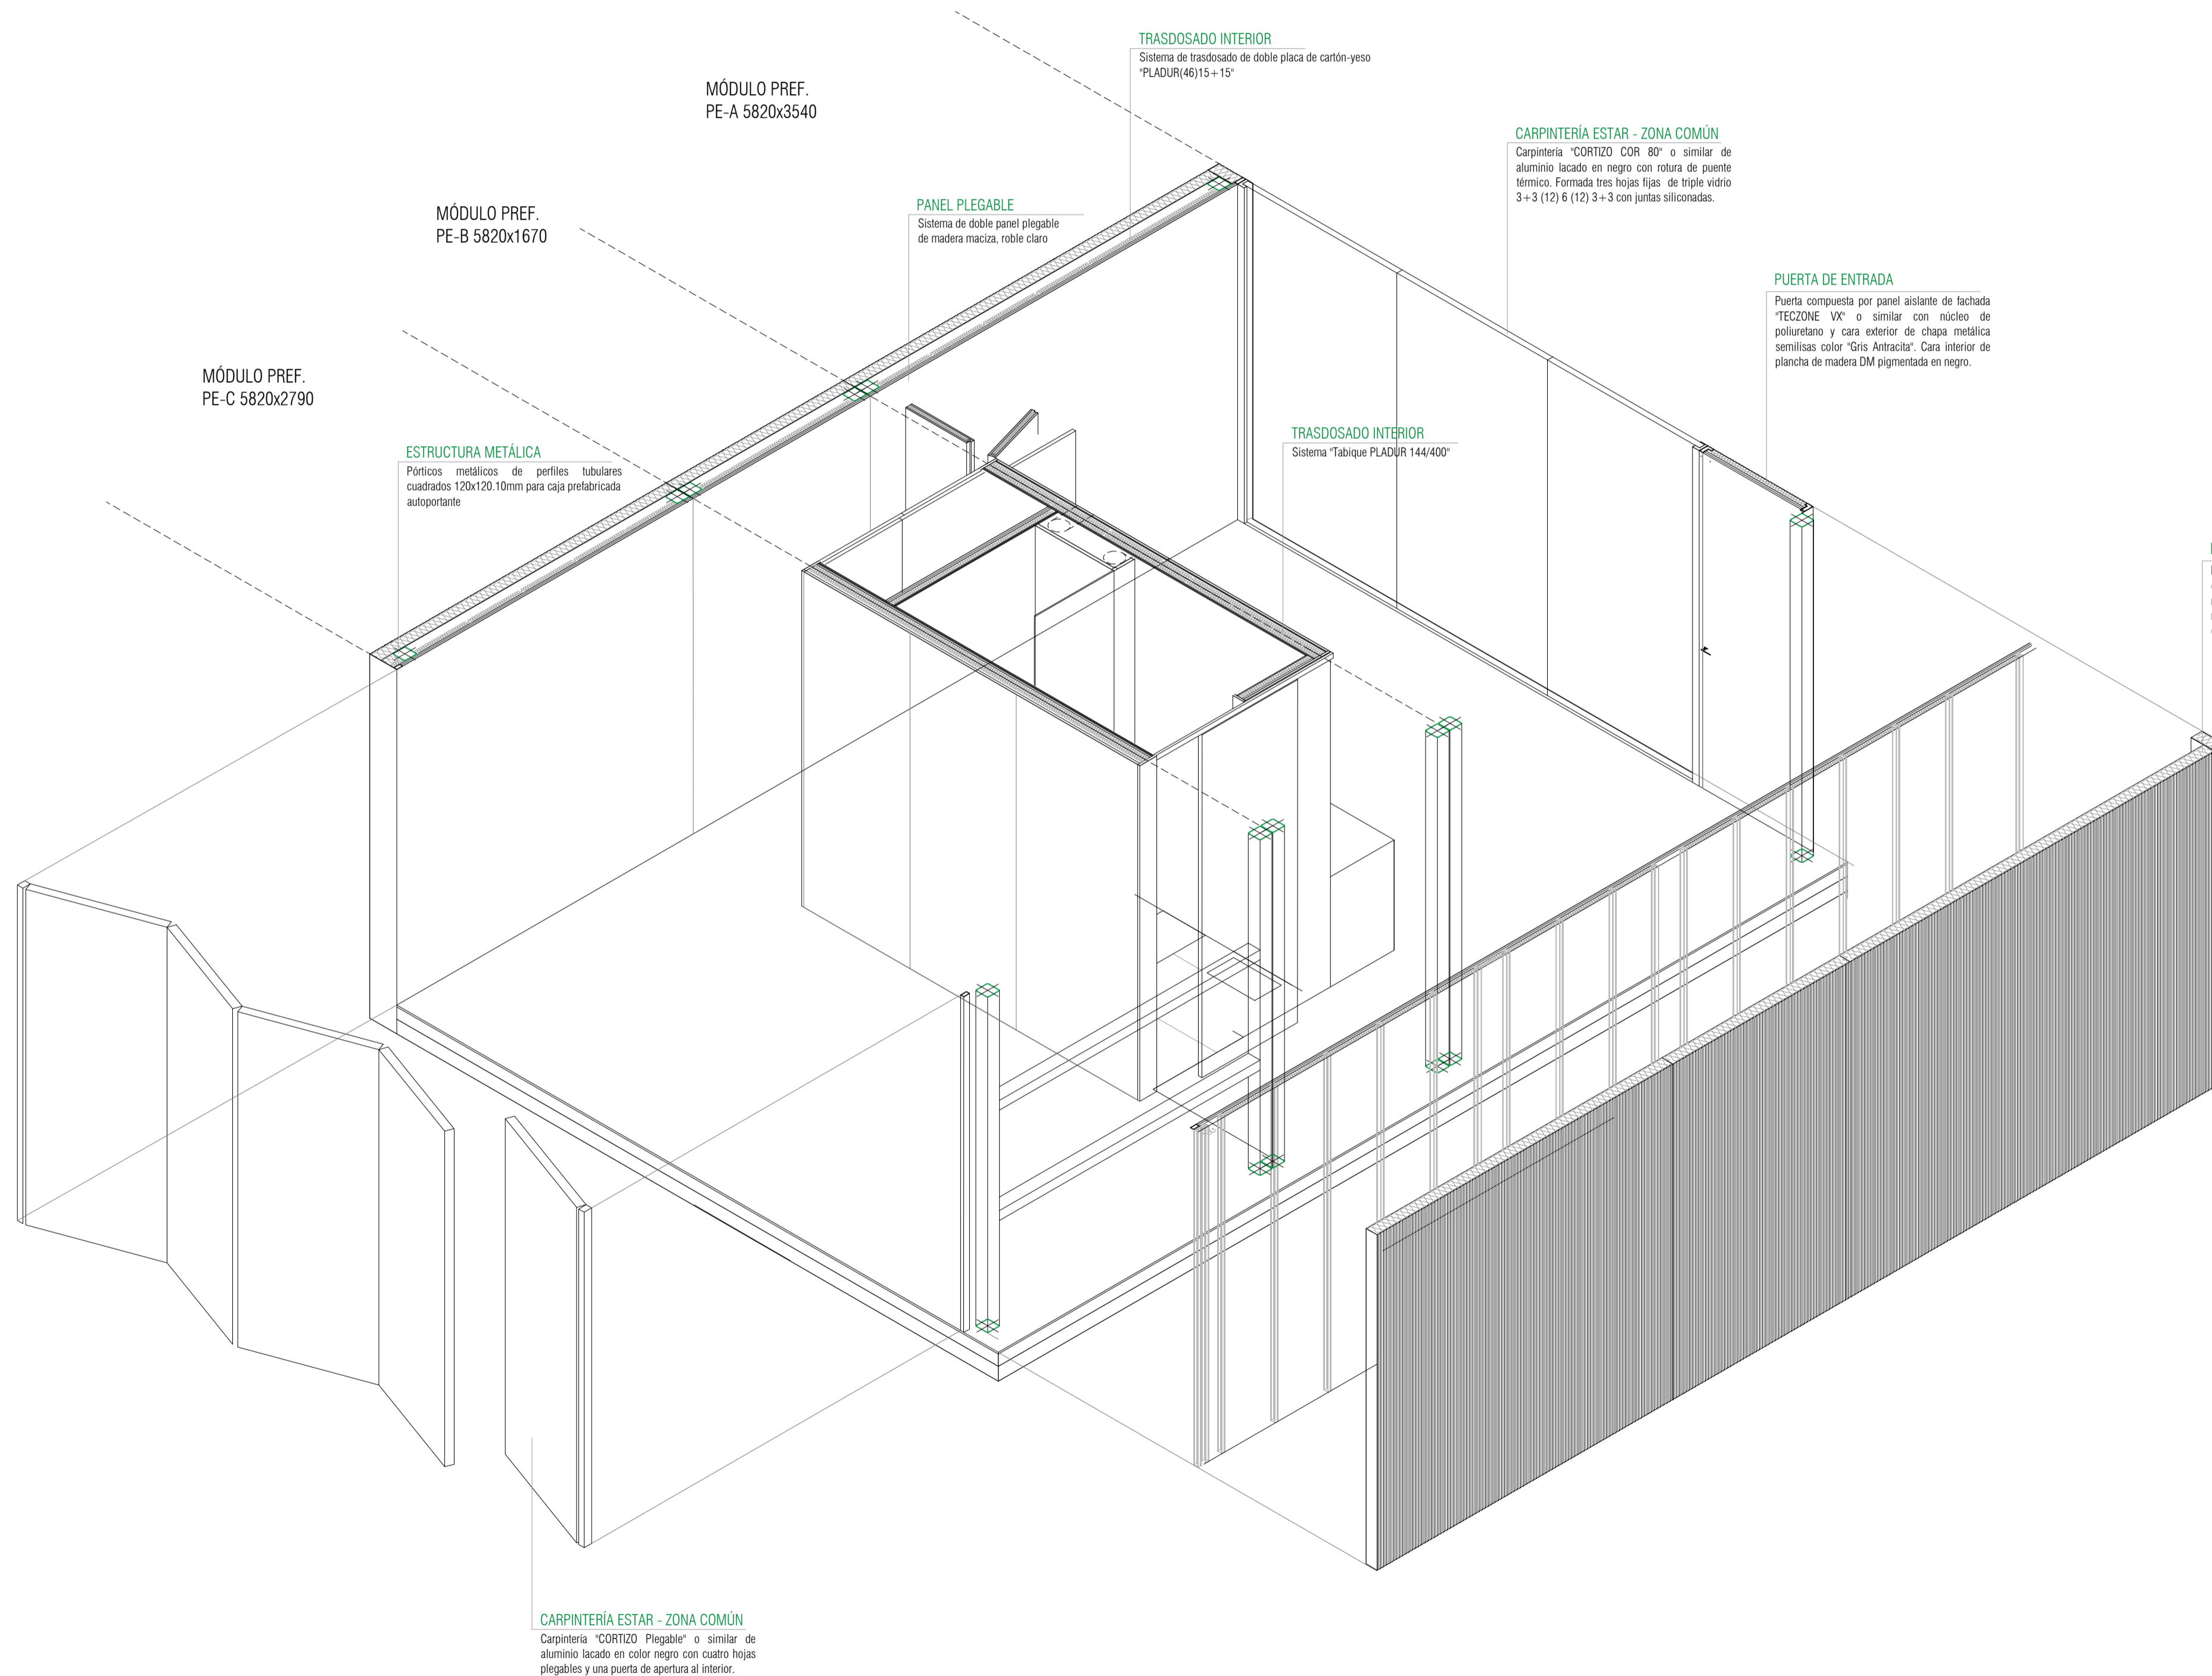 TRASDOSADO INTERIOR
Sistema de trasdosado de doble placa de cartón-yeso
"PLADUR(46)15+15"
MÓDULO PREF.
PE-A 5820x3540
CARPINTERÍA ESTAR - ZONA COMÚN
Carpintería "CORTIZO COR 80" o similar de
aluminio lacado en negro con rotura de puente
térmico. Formada tres hojas fijas de triple vidrio
3+3 (12) 6 (12) 3+3 con juntas siliconadas.
PANEL PLEGABLE
Sistema de doble panel plegable
de madera maciza, roble claro
MÓDULO PREF.
PE-B 5820x1670
PUERTA DE ENTRADA
Puerta compuesta por panel aislante de fachada
"TECZONE VX" o similar con núcleo de
poliuretano y cara exterior de chapa metálica
semilisas color "Gris Antracita". Cara interior de
plancha de madera DM pigmentada en negro.
MÓDULO PREF.
PE-C 5820x2790
TRASDOSADO INTERIOR
Sistema "Tabique PLADUR 144/400"
ESTRUCTURA METÁLICA
Pórticos metálicos de perfiles tubulares
cuadrados 120x120.10mm para caja prefabricada
autoportante
CARPINTERÍA ESTAR - ZONA COMÚN
Carpintería "CORTIZO Plegable" o similar de
aluminio lacado en color negro con cuatro hojas
plegables y una puerta de apertura al interior.